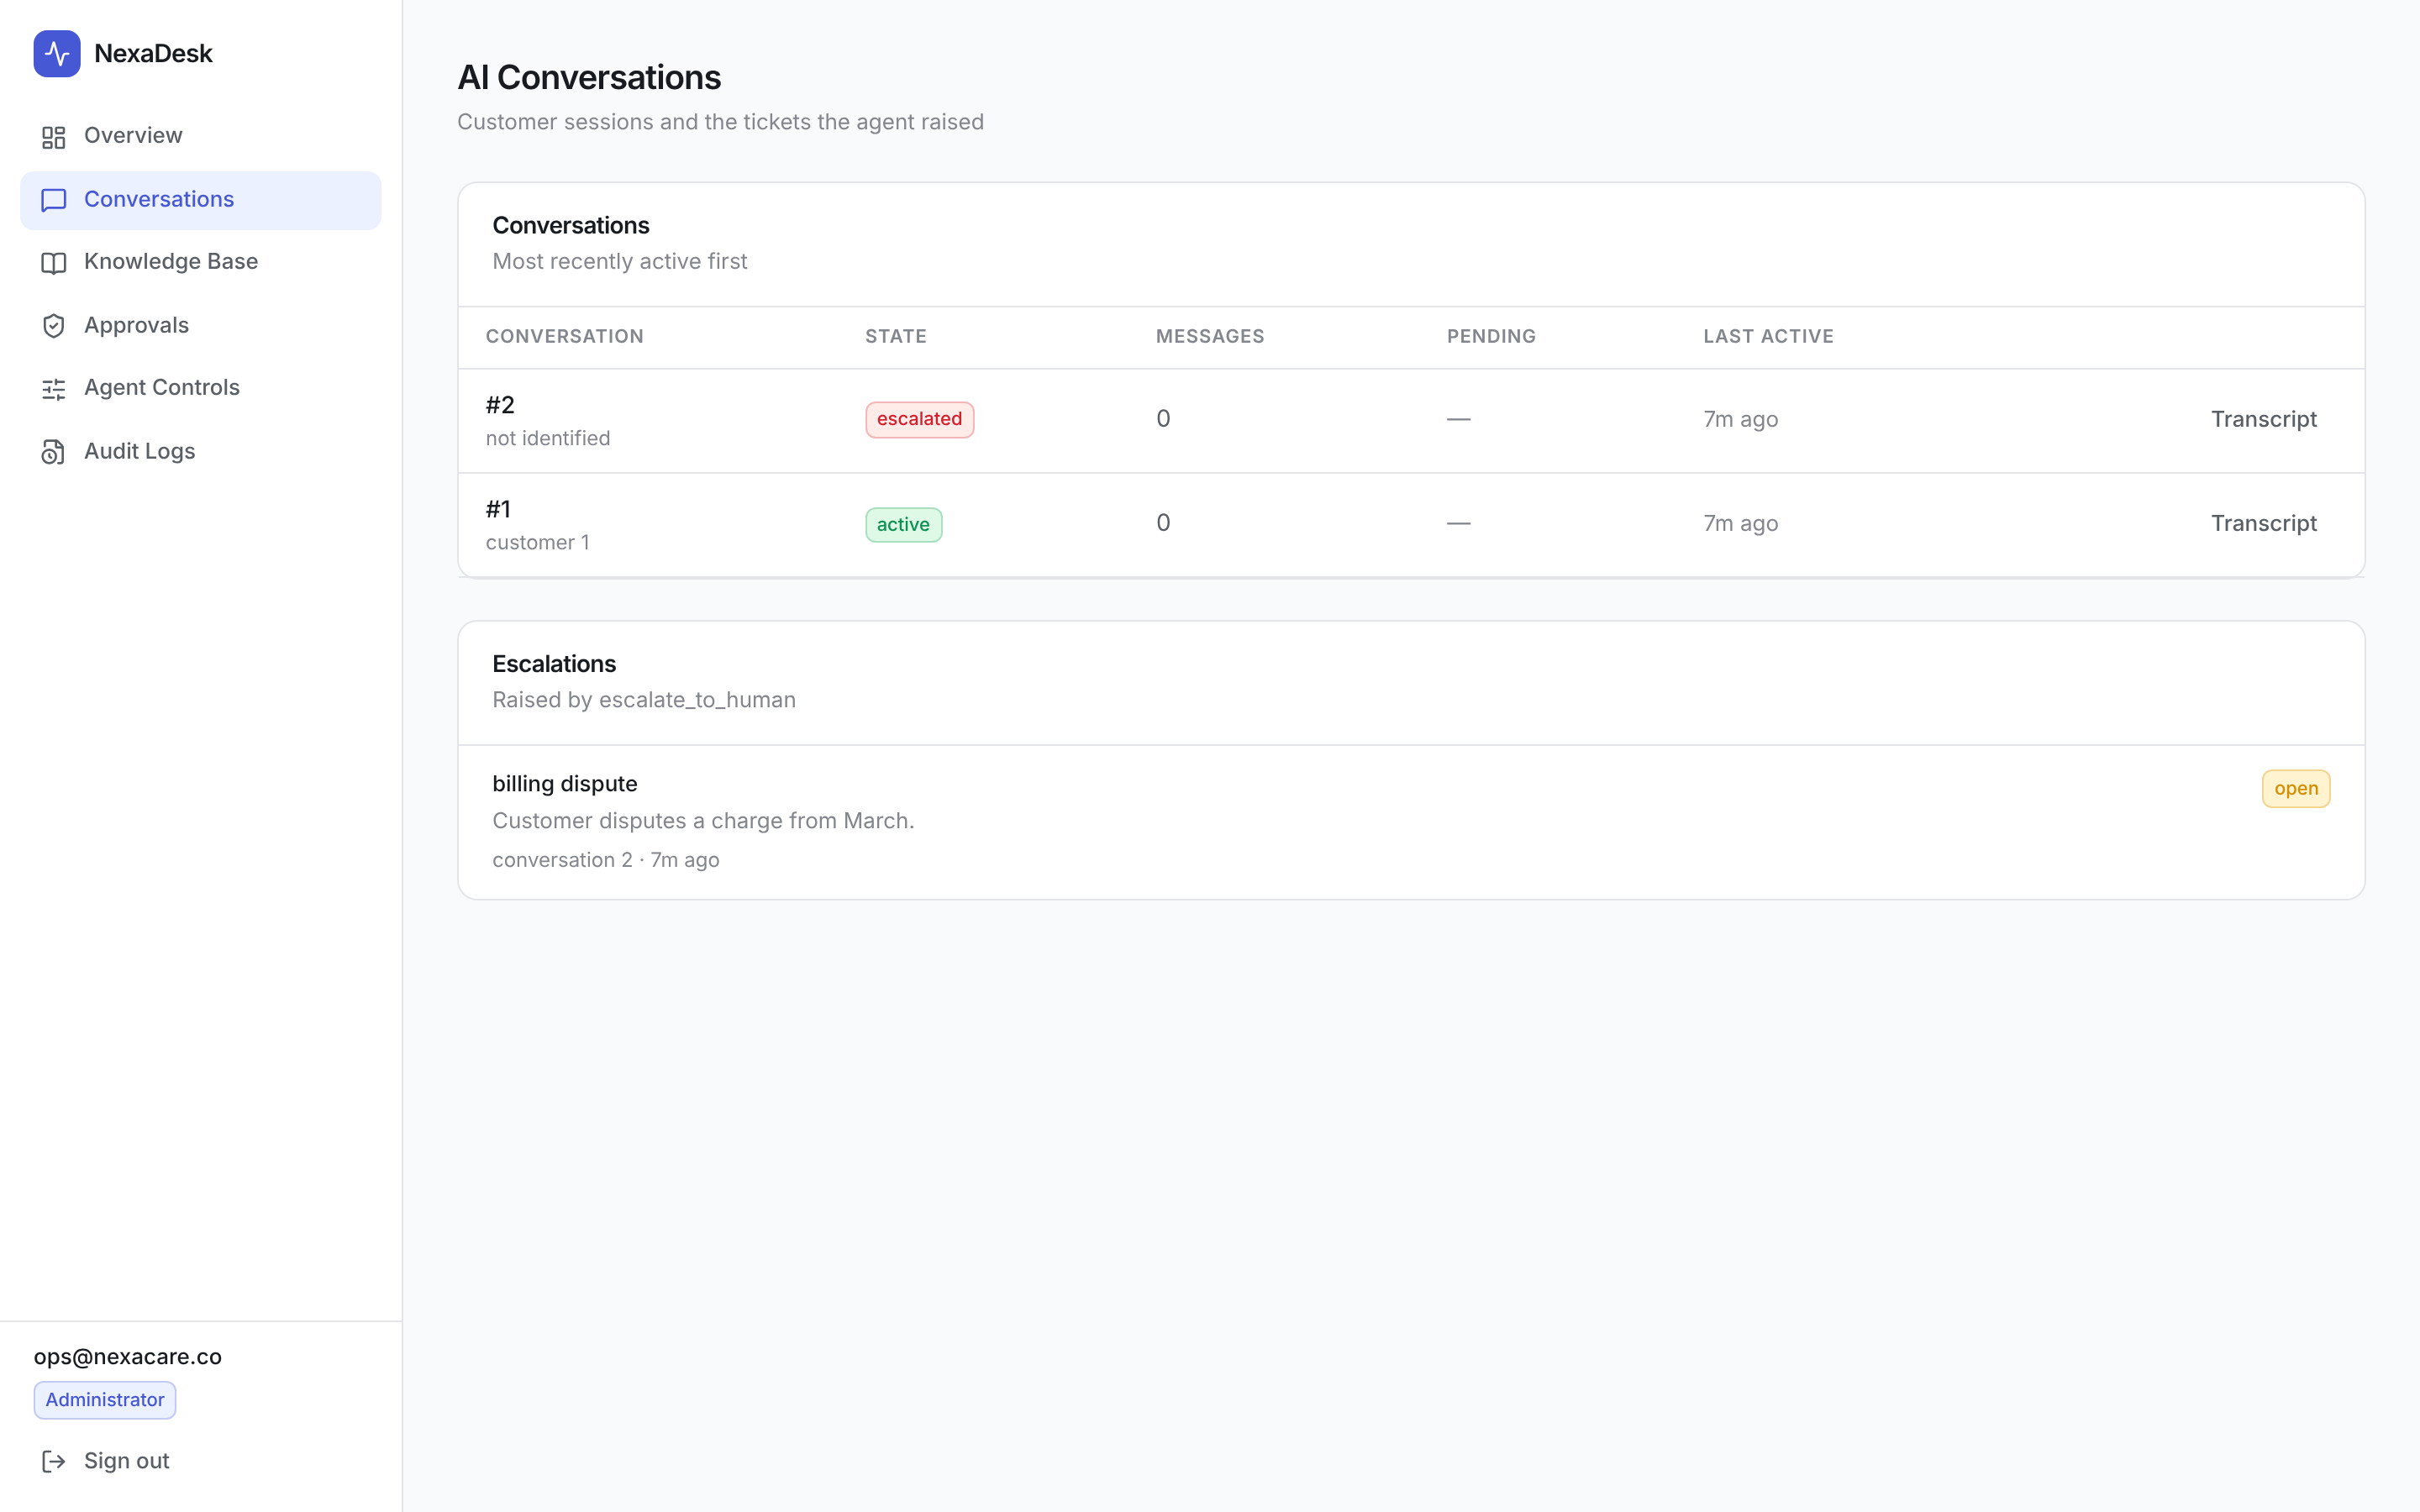 NexaDesk
Overview
Conversations
Knowledge Base
Approvals
Agent Controls
Audit Logs
ops@nexacare.co
Administrator
Sign out
AI Conversations
Customer sessions and the tickets the agent raised
Conversations
Most recently active first
CONVERSATION STATE MESSAGES PENDING LAST ACTIVE
#2
not identified
escalated 0 — 7m ago Transcript
#1
customer 1
active 0 — 7m ago Transcript
Escalations
Raised by escalate_to_human
billing dispute
open
Customer disputes a charge from March.
conversation 2 · 7m ago